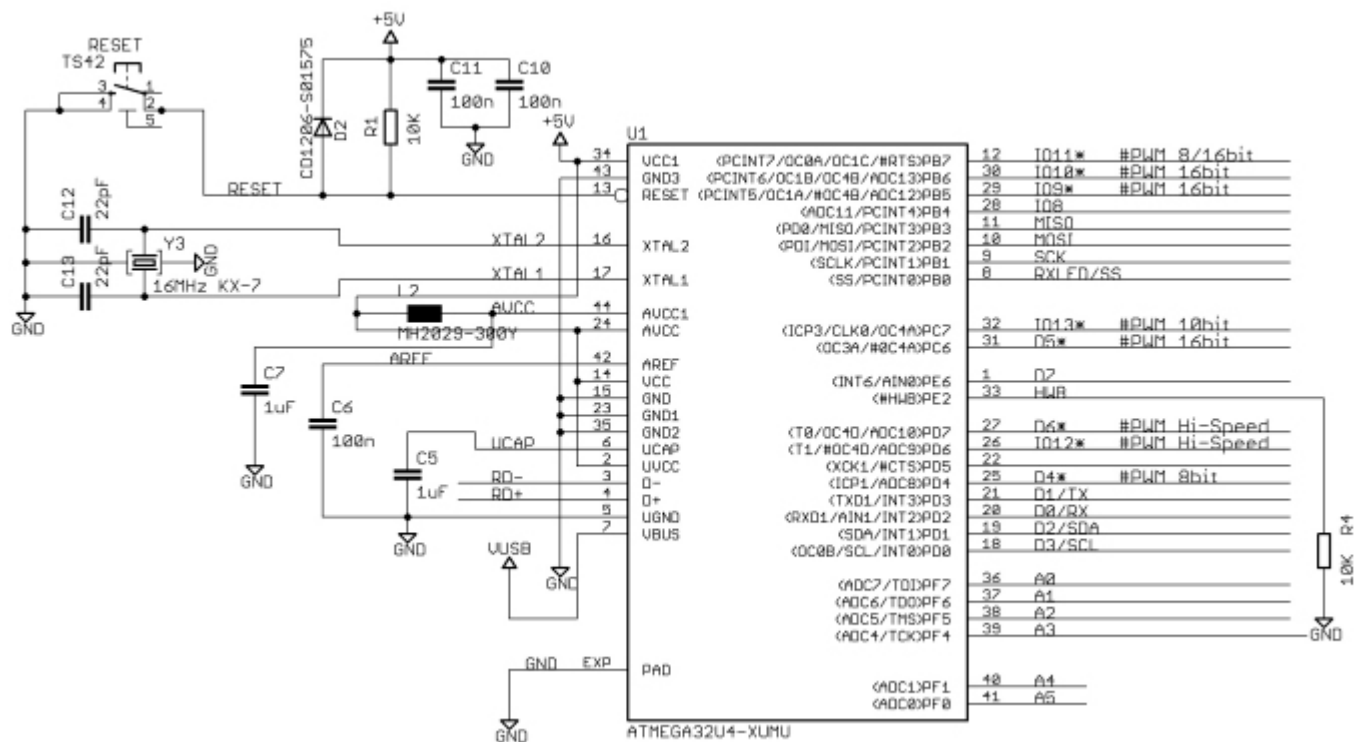 RESET
TS42
3
1
4
2
5
RESET
+5V
CD1206-S01575
D2
R1
10K
C11
100n
C10
100n
GND
+5V
C12
22pF
C13
22pF
Y3
GND
16MHz KX-7
GND
XTAL2
XTAL1
L2
AVCC
MH2029-300Y
AREF
C7
1uF
GND
C6
100n
UCAP
C5
1uF
RD-
RD+
GND
VUSB
GND
GND EXP
GND
U1
34 VCC1
43 GND3
13 RESET
16 XTAL2
17 XTAL1
44 AVCC1
24 AVCC
42 AREF
14 VCC
15 GND
23 GND1
35 GND2
6 UCAP
2 UVCC
3 D-
4 D+
5 UGND
7 VBUS
PAD
(PCINT7/OC0A/OC1C/#RTS)PB7 12 IO11* #PWM 8/16bit
(PCINT6/OC1B/OC4B/ADC13)PB6 30 IO10* #PWM 16bit
(PCINT5/OC1A/#OC4B/ADC12)PB5 29 IO9* #PWM 16bit
(ADC11/PCINT4)PB4 28 IO8
(PD0/MISO/PCINT3)PB3 11 MISO
(PDI/MOSI/PCINT2)PB2 10 MOSI
(SCLK/PCINT1)PB1 9 SCK
(SS/PCINT0)PB0 8 RXLED/SS
(ICP3/CLK0/OC4A)PC7 32 IO13* #PWM 10bit
(OC3A/#OC4A)PC6 31 D5* #PWM 16bit
(INT6/AIN0)PE6 1 D7
(#HWB)PE2 33 HWB
(T0/OC4D/ADC10)PD7 27 D6* #PWM Hi-Speed
(T1/#OC4D/ADC9)PD6 26 IO12* #PWM Hi-Speed
(XCK1/#CTS)PD5 22
(ICP1/ADC8)PD4 25 D4* #PWM 8bit
(TXD1/INT3)PD3 21 D1/TX
(RXD1/AIN1/INT2)PD2 20 D0/RX
(SDA/INT1)PD1 19 D2/SDA
(OC0B/SCL/INT0)PD0 18 D3/SCL
(ADC7/TDI)PF7 36 A0
(ADC6/TDO)PF6 37 A1
(ADC5/TMS)PF5 38 A2
(ADC4/TCK)PF4 39 A3
(ADC1)PF1 40 A4
(ADC0)PF0 41 A5
R4
10K
GND
ATMEGA32U4-XUMU